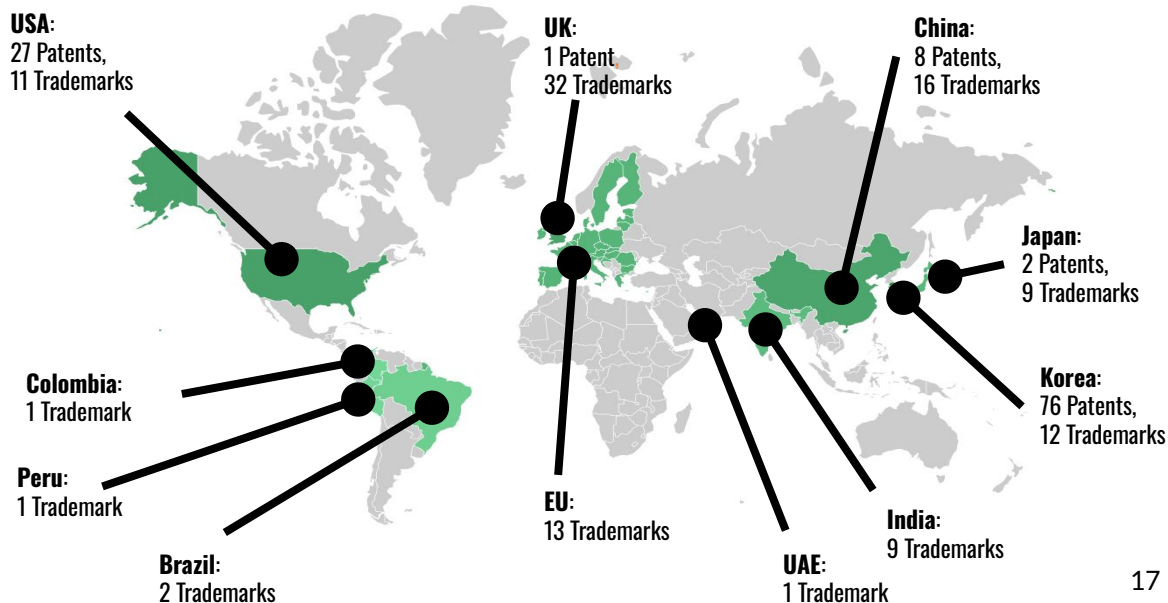 USA:
27 Patents,
11 Trademarks
UK:
1 Patent
32 Trademarks
China:
8 Patents,
16 Trademarks
Japan:
2 Patents,
9 Trademarks
Colombia:
1 Trademark
Korea:
76 Patents,
12 Trademarks
Peru:
1 Trademark
EU:
13 Trademarks
India:
9 Trademarks
Brazil:
2 Trademarks
UAE:
1 Trademark
17